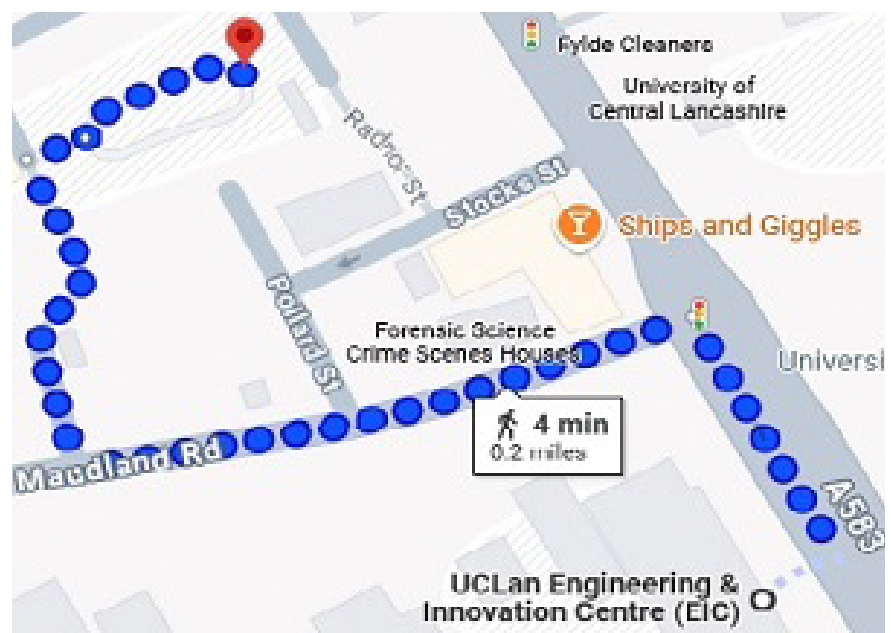 Fylde Cleaners
University of
Central Lancashire
Radnor St
Stocks St
Ships and Giggles
Pollard St
Forensic Science
Crime Scenes Houses
Universi
4 min
0.2 miles
Maudland Rd
A583
UCLan Engineering &
Innovation Centre (EIC)